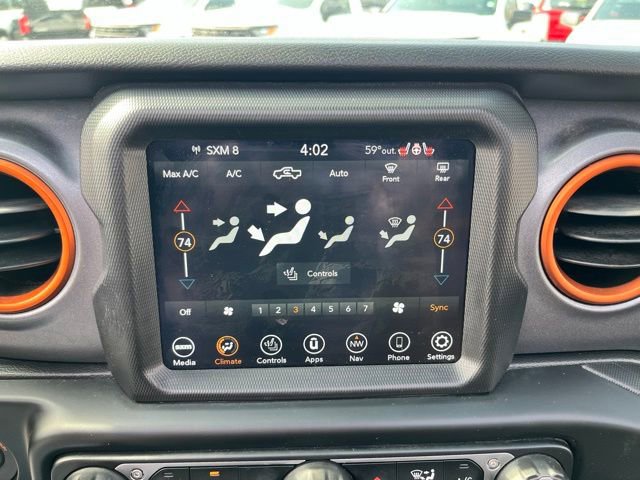 SXM 8 4:02 59° out.
Max A/C A/C Auto Front Rear
74 74
Controls
Off 1 2 3 4 5 6 7 Sync
SXM NW
Media Climate Controls Apps Nav Phone Settings
A/C